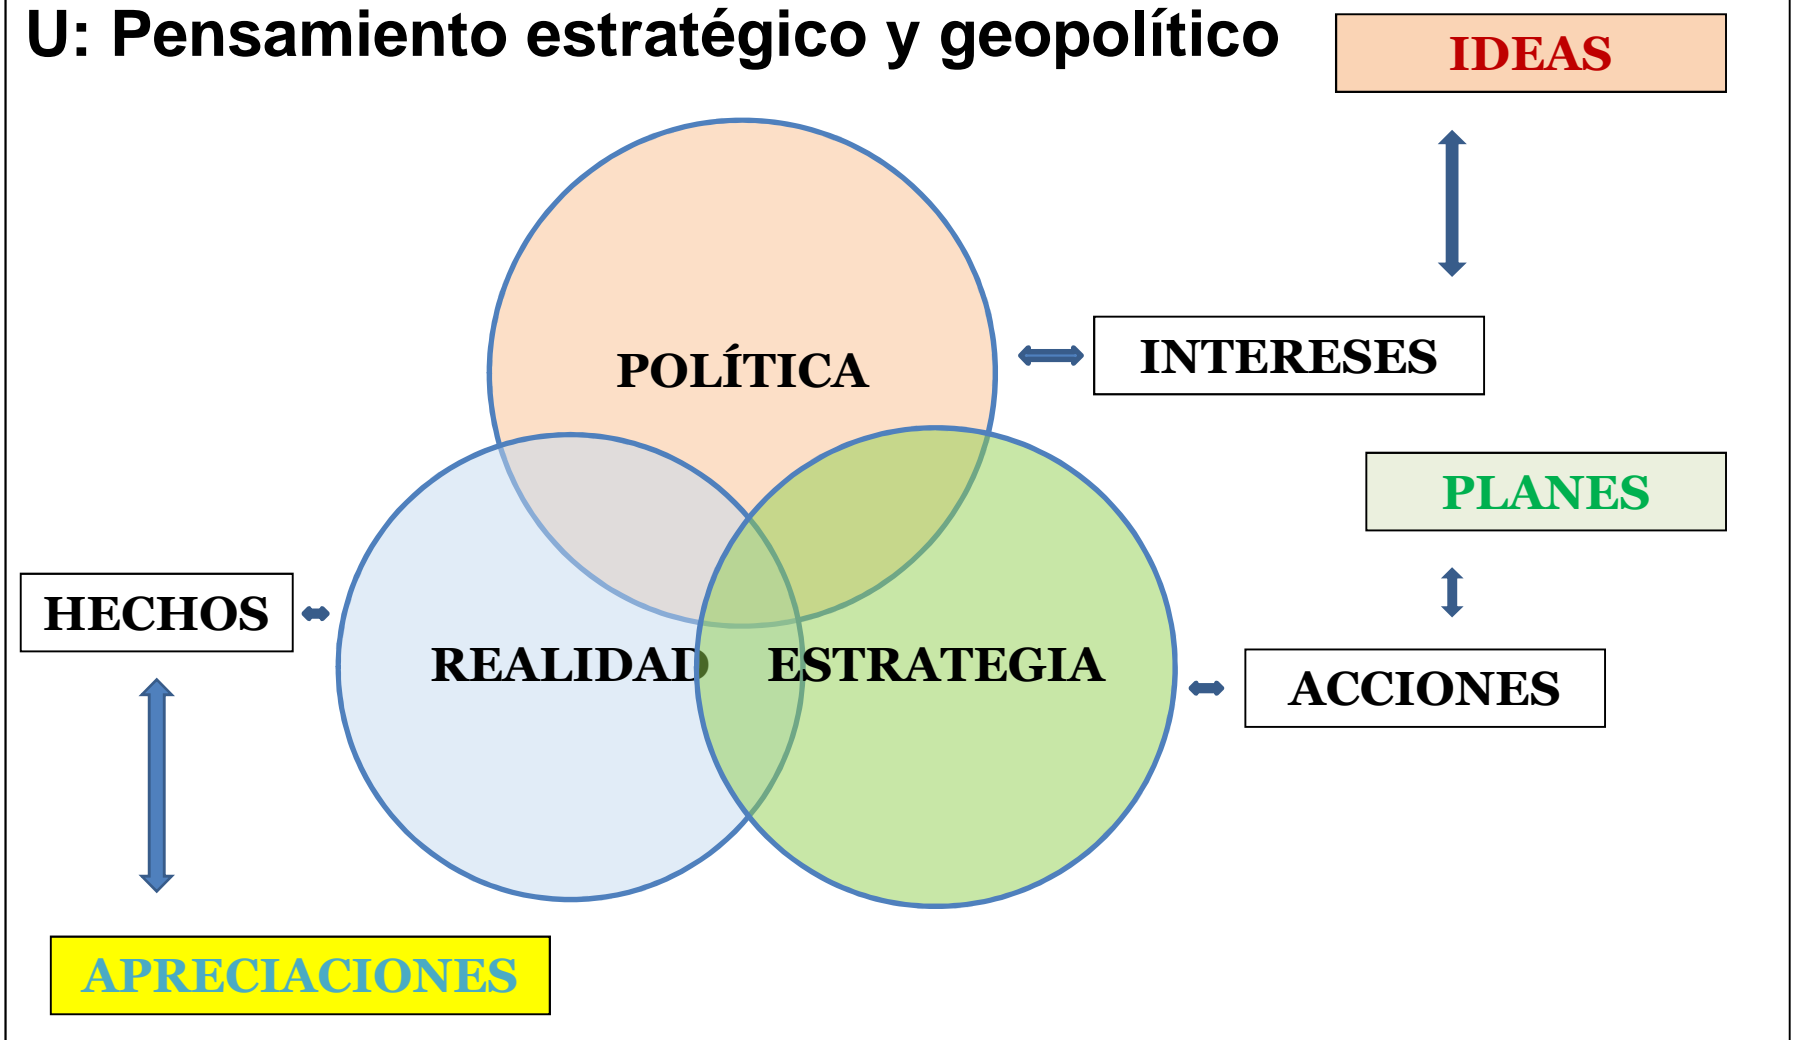 U: Pensamiento estratégico y geopolítico
IDEAS
POLÍTICA
INTERESES
PLANES
HECHOS
REALIDAD
ESTRATEGIA
ACCIONES
APRECIACIONES